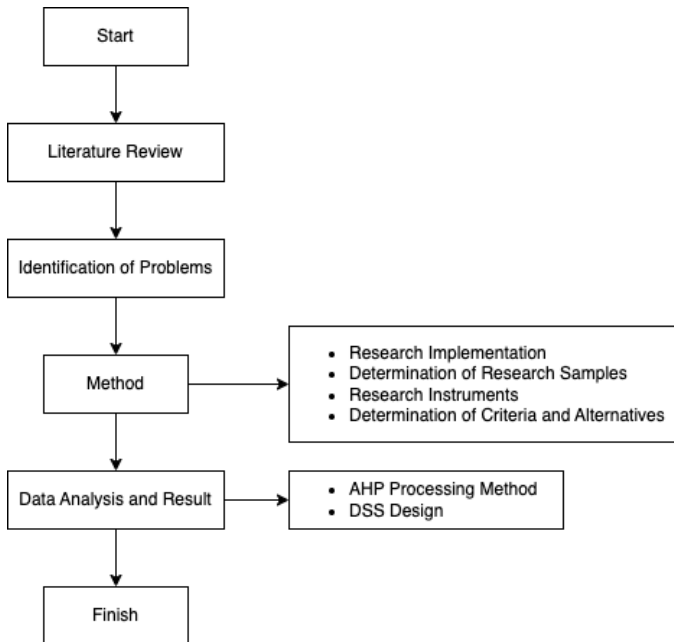 Start
Literature Review
Identification of Problems
Method
• Research Implementation
• Determination of Research Samples
• Research Instruments
• Determination of Criteria and Alternatives
Data Analysis and Result
• AHP Processing Method
• DSS Design
Finish